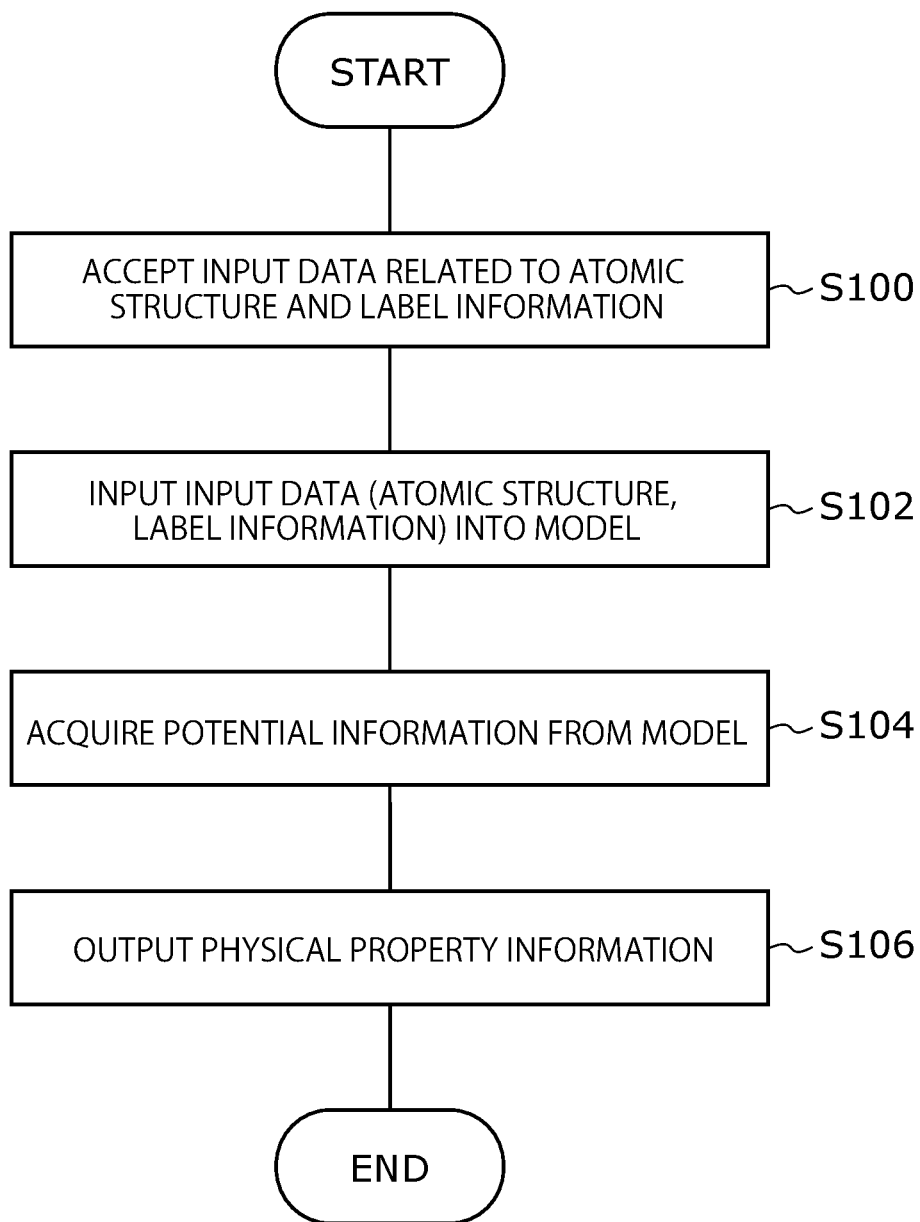 START
ACCEPT INPUT DATA RELATED TO ATOMIC
STRUCTURE AND LABEL INFORMATION
S100
INPUT INPUT DATA (ATOMIC STRUCTURE,
LABEL INFORMATION) INTO MODEL
S102
ACQUIRE POTENTIAL INFORMATION FROM MODEL
S104
OUTPUT PHYSICAL PROPERTY INFORMATION
S106
END